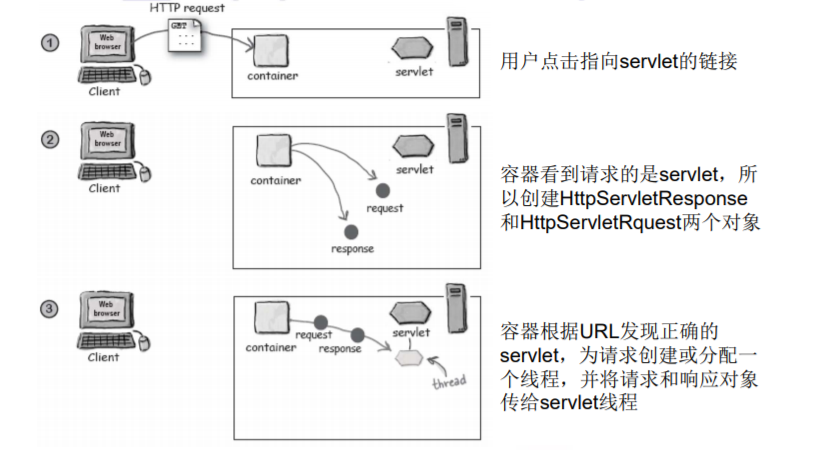 HTTP request
GET
1
Web
browser
Client
container
servlet
用户点击指向servlet的链接
2
Web
browser
Client
container
servlet
request
response
容器看到请求的是servlet，所
以创建HttpServletResponse
和HttpServletRquest两个对象
3
Web
browser
Client
container
request
response
servlet
thread
容器根据URL发现正确的
servlet，为请求创建或分配一
个线程，并将请求和响应对象
传给servlet线程